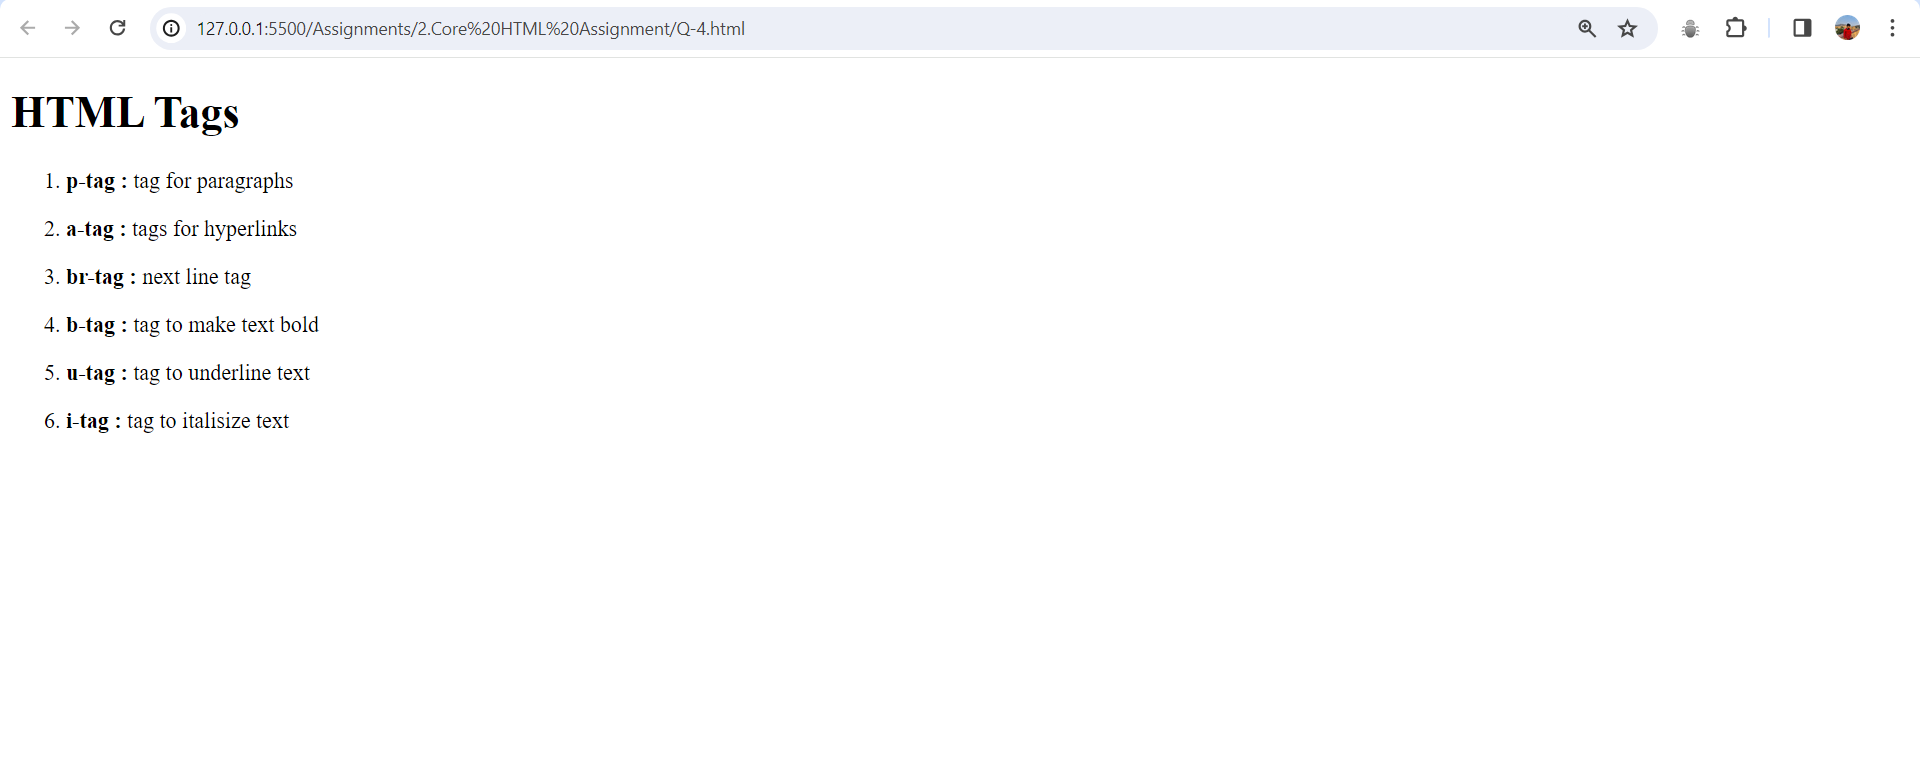 127.0.0.1:5500/Assignments/2.Core%20HTML%20Assignment/Q-4.html
HTML Tags
1. p-tag : tag for paragraphs
2. a-tag : tags for hyperlinks
3. br-tag : next line tag
4. b-tag : tag to make text bold
5. u-tag : tag to underline text
6. i-tag : tag to italisize text